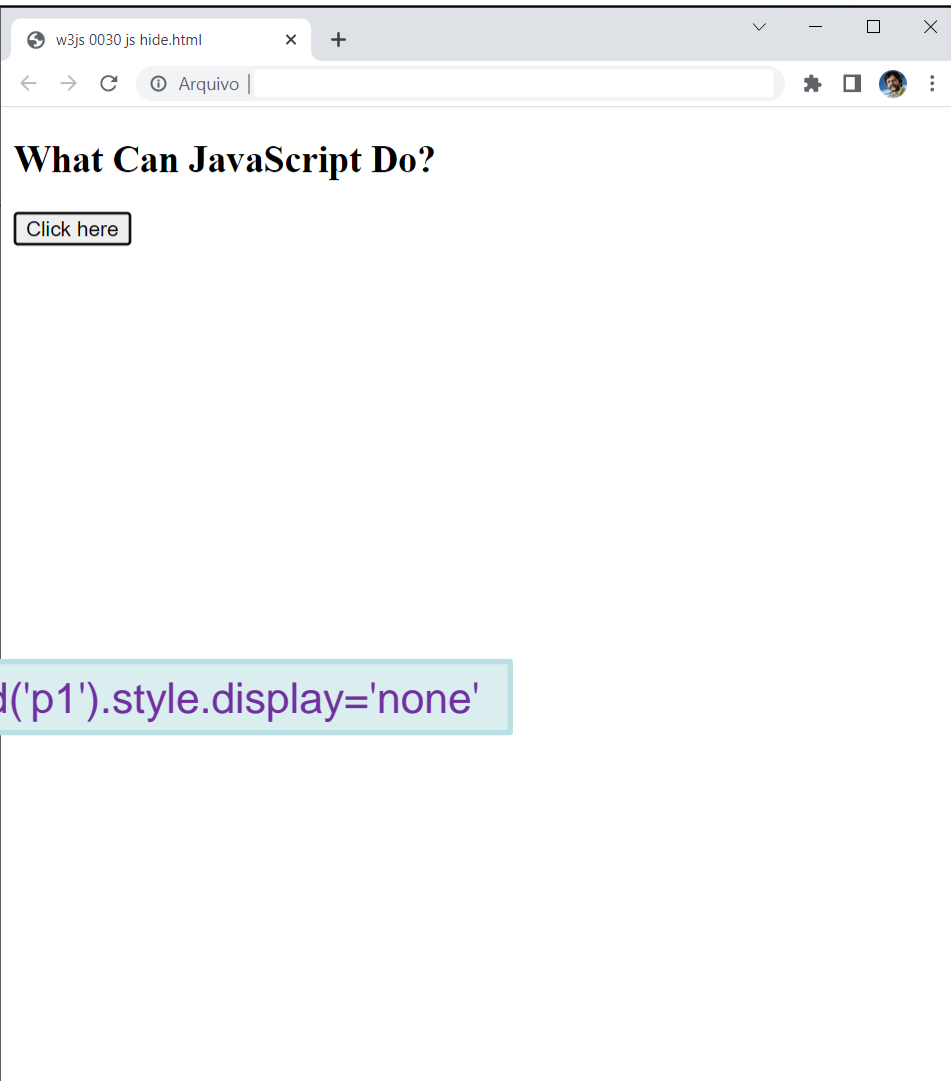 w3js 0030 js hide.html
Arquivo
What Can JavaScript Do?
Click here
d('p1').style.display='none'